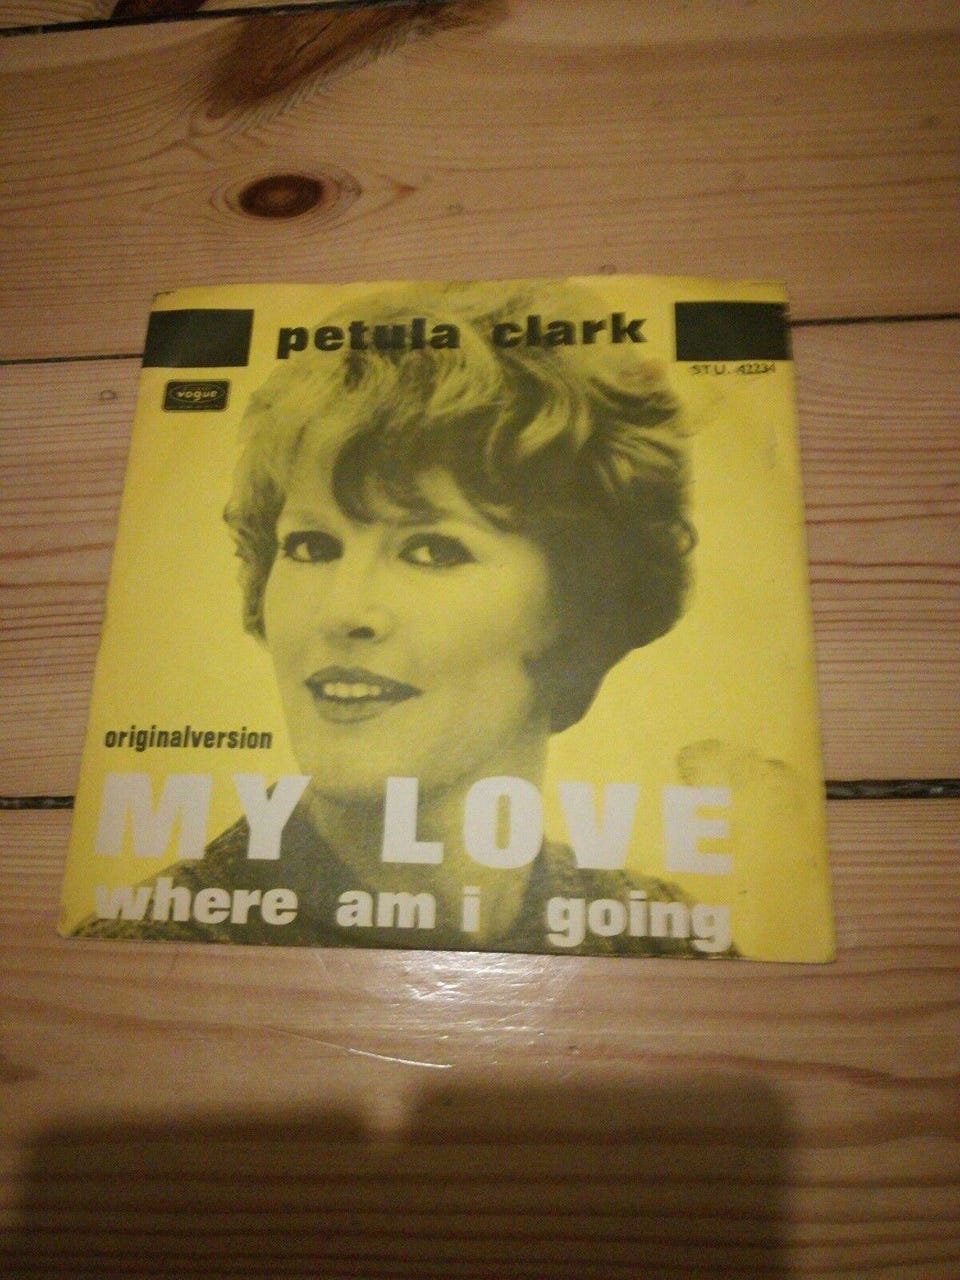 petula clark
STU. 42234
vogue
originalversion
MY LOVE
where am i going